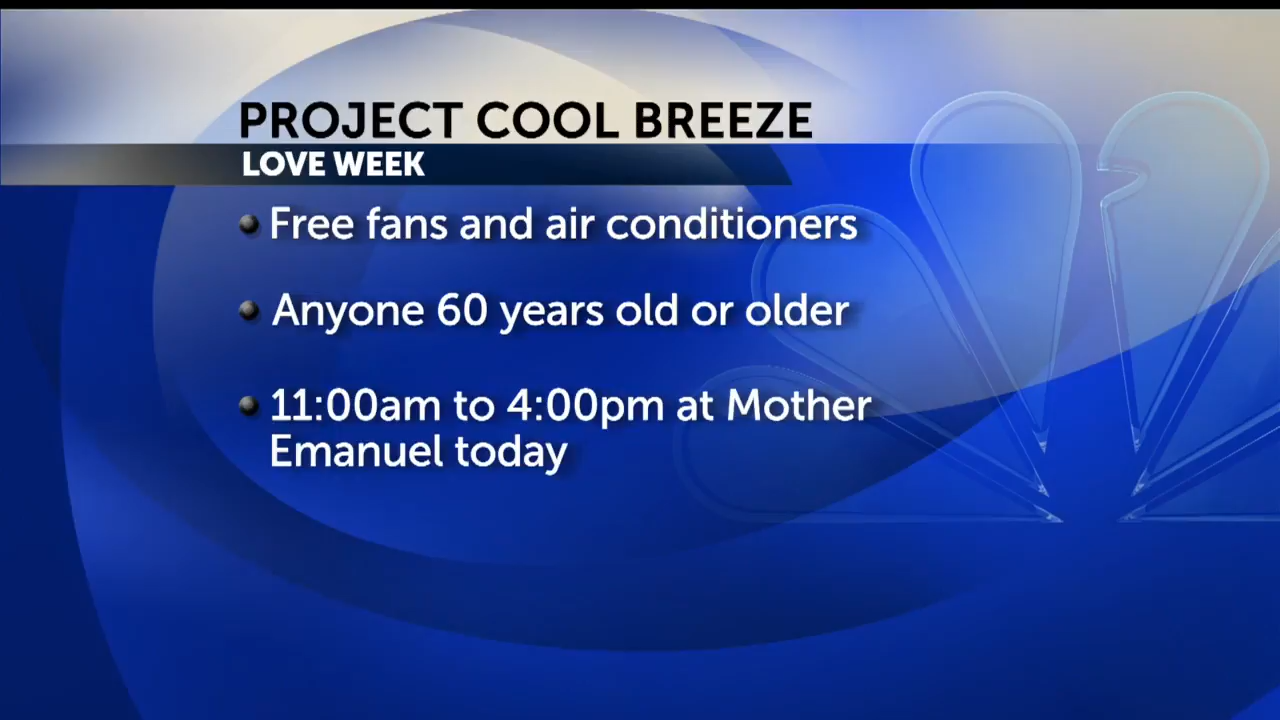 PROJECT COOL BREEZE
LOVE WEEK
Free fans and air conditioners
Anyone 60 years old or older
11:00am to 4:00pm at Mother
Emanuel today